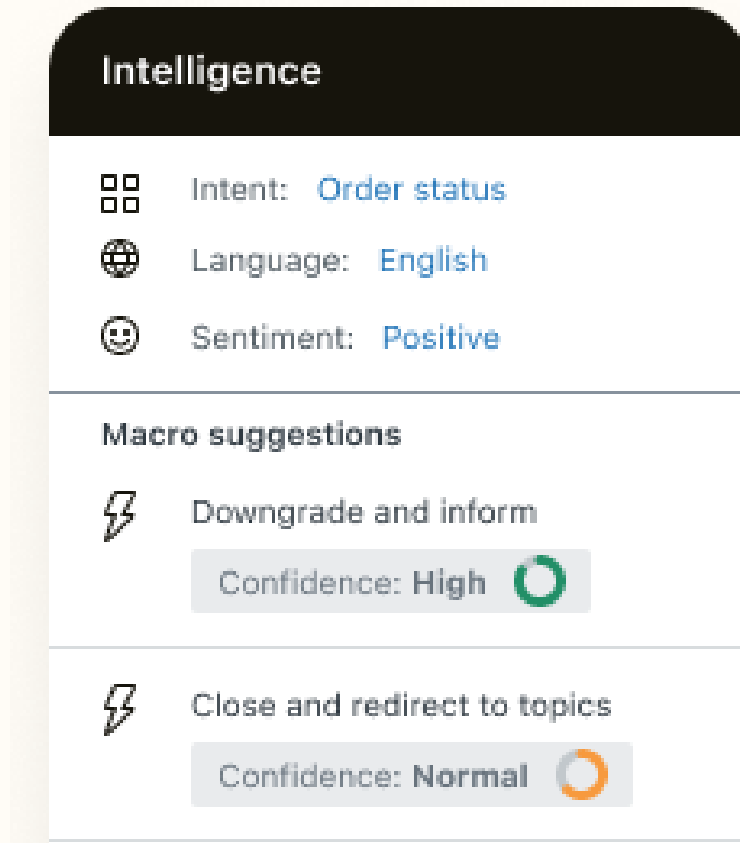 Intelligence
Intent: Order status
Language: English
Sentiment: Positive
Macro suggestions
Downgrade and inform
Confidence: High
Close and redirect to topics
Confidence: Normal